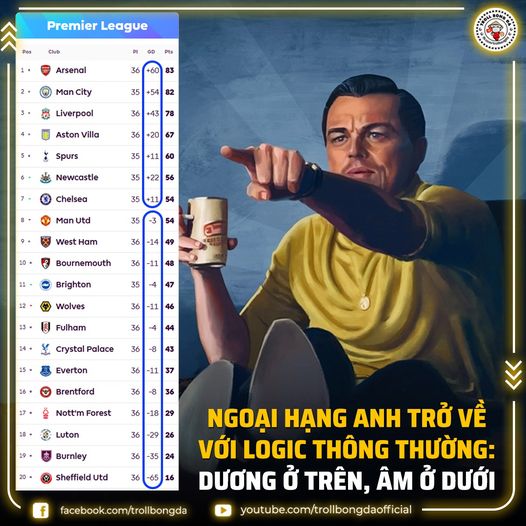 Premier League
TROLL BONG DA
Pos Club Pl GD Pts
1 Arsenal 36 +60 83
2 Man City 35 +54 82
3 Liverpool 36 +43 78
4 Aston Villa 36 +20 67
5 Spurs 35 +11 60
6 Newcastle 35 +22 56
7 Chelsea 35 +11 54
8 Man Utd 35 -3 54
9 West Ham 36 -14 49
10 Bournemouth 36 -11 48
11 Brighton 35 -4 47
12 Wolves 36 -11 46
13 Fulham 36 -4 44
14 Crystal Palace 36 -8 43
15 Everton 36 -11 37
16 Brentford 36 -8 36
17 Nott'm Forest 36 -18 29
18 Luton 36 -29 26
19 Burnley 36 -35 24
20 Sheffield Utd 36 -65 16
NGOẠI HẠNG ANH TRỞ VỀ
VỚI LOGIC THÔNG THƯỜNG:
DƯƠNG Ở TRÊN, ÂM Ở DƯỚI
facebook.com/trollbongda
youtube.com/trollbongdaofficial